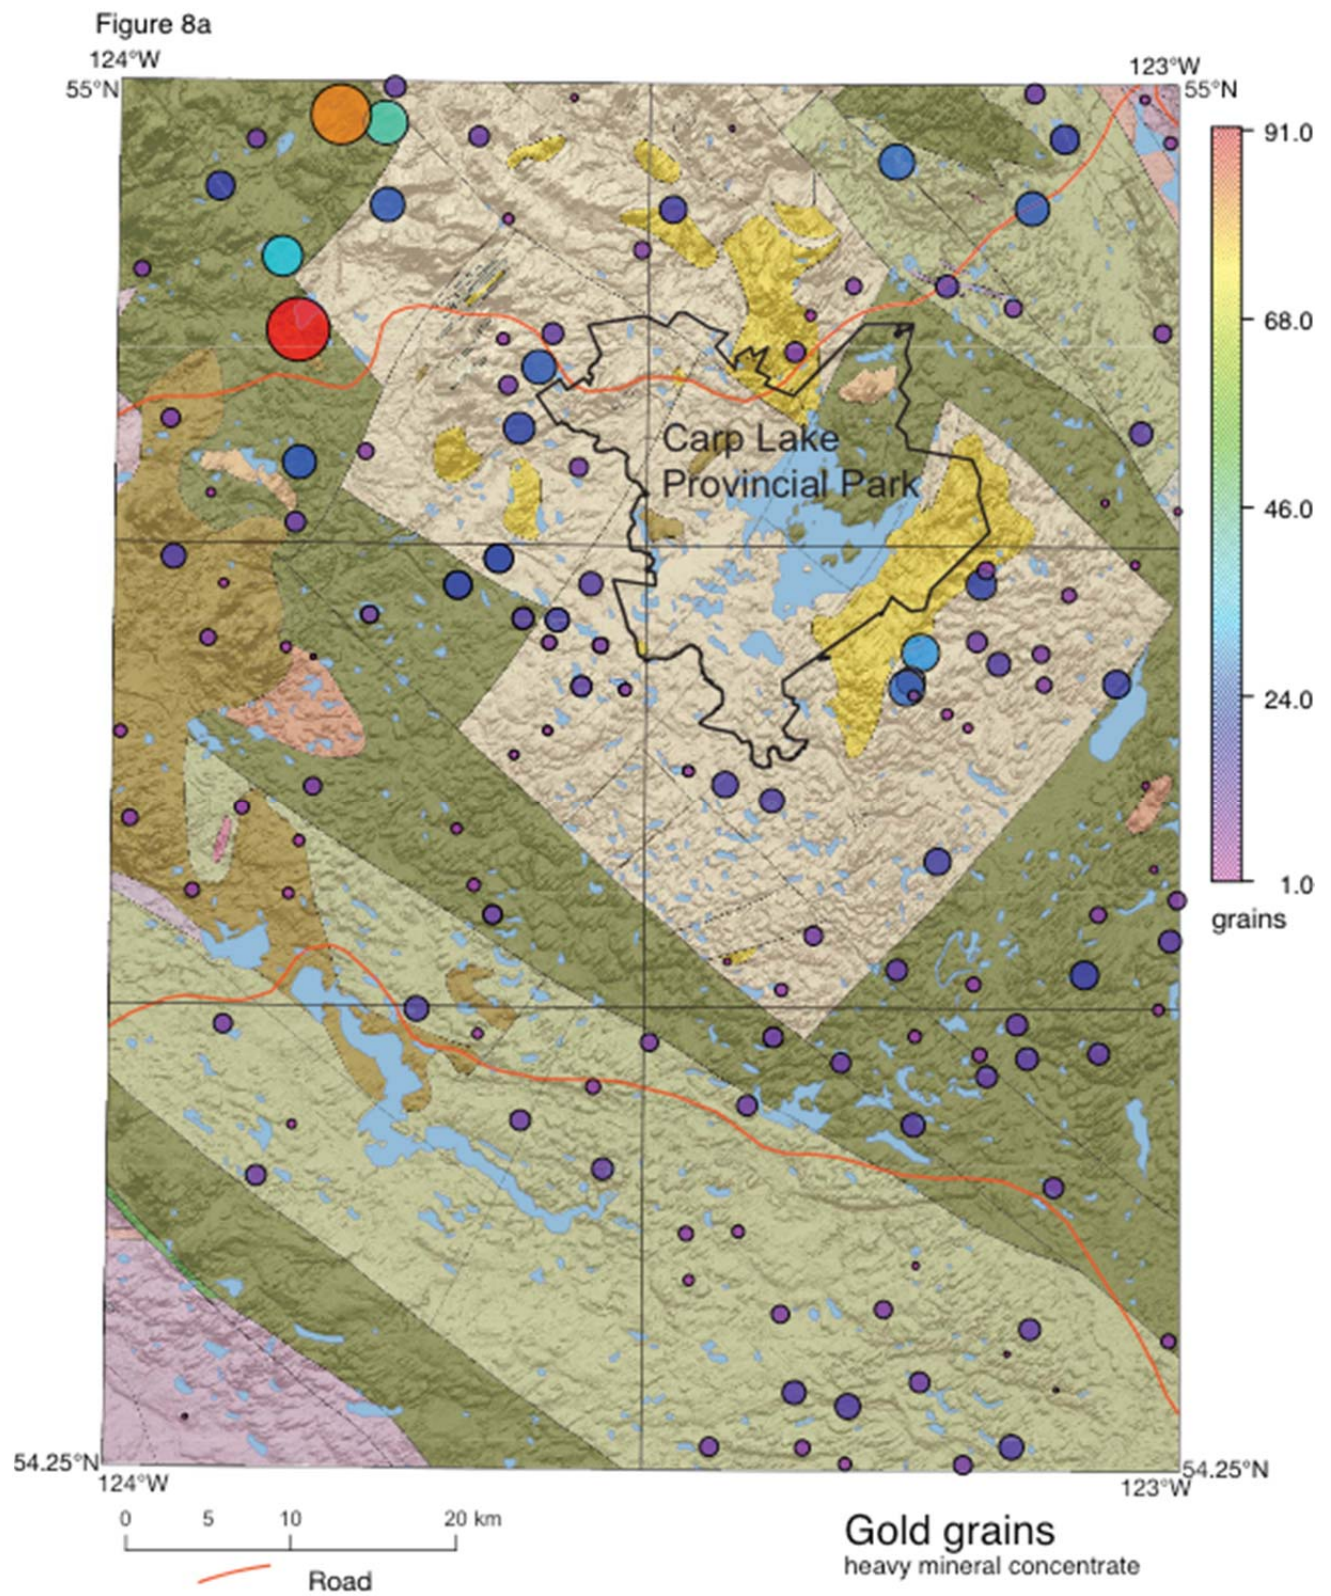 Figure 8a
124°W
123°W
55°N
55°N
91.0
68.0
46.0
24.0
1.0
grains
Carp Lake
Provincial Park
54.25°N
54.25°N
124°W
123°W
0 5 10 20 km
Road
Gold grains
heavy mineral concentrate